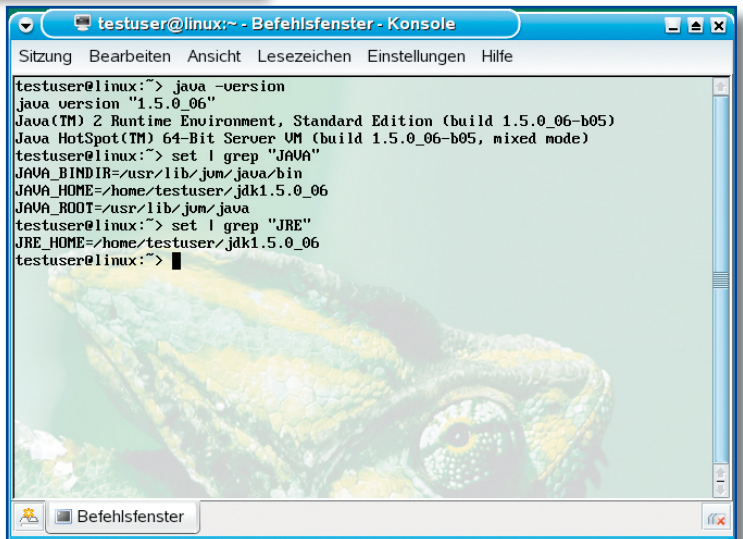 testuser@linux:~ - Befehlsfenster - Konsole
Sitzung Bearbeiten Ansicht Lesezeichen Einstellungen Hilfe
testuser@linux:~> java -version
java version "1.5.0_06"
Java(TM) 2 Runtime Environment, Standard Edition (build 1.5.0_06-b05)
Java HotSpot(TM) 64-Bit Server VM (build 1.5.0_06-b05, mixed mode)
testuser@linux:~> set | grep "JAVA"
JAVA_BINDIR=/usr/lib/jvm/java/bin
JAVA_HOME=/home/testuser/jdk1.5.0_06
JAVA_ROOT=/usr/lib/jvm/java
testuser@linux:~> set | grep "JRE"
JRE_HOME=/home/testuser/jdk1.5.0_06
testuser@linux:~>
Befehlsfenster